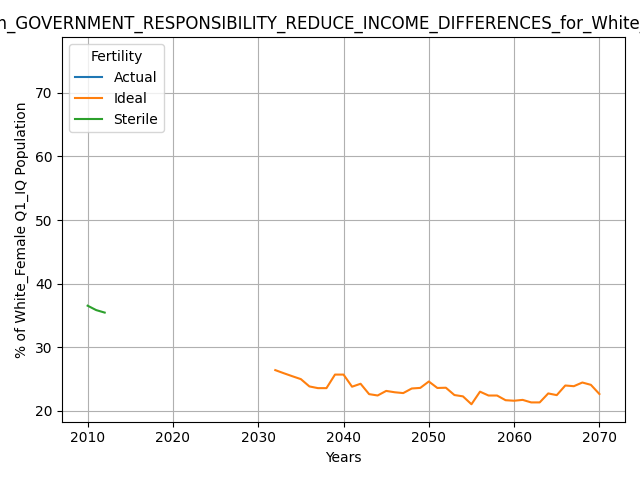 _GOVERNMENT_RESPONSIBILITY_REDUCE_INCOME_DIFFERENCES_for_White_
Fertility
Actual
Ideal
Sterile
% of White_Female Q1_IQ Population
70
60
50
40
30
20
2010
2020
2030
2040
2050
2060
2070
Years